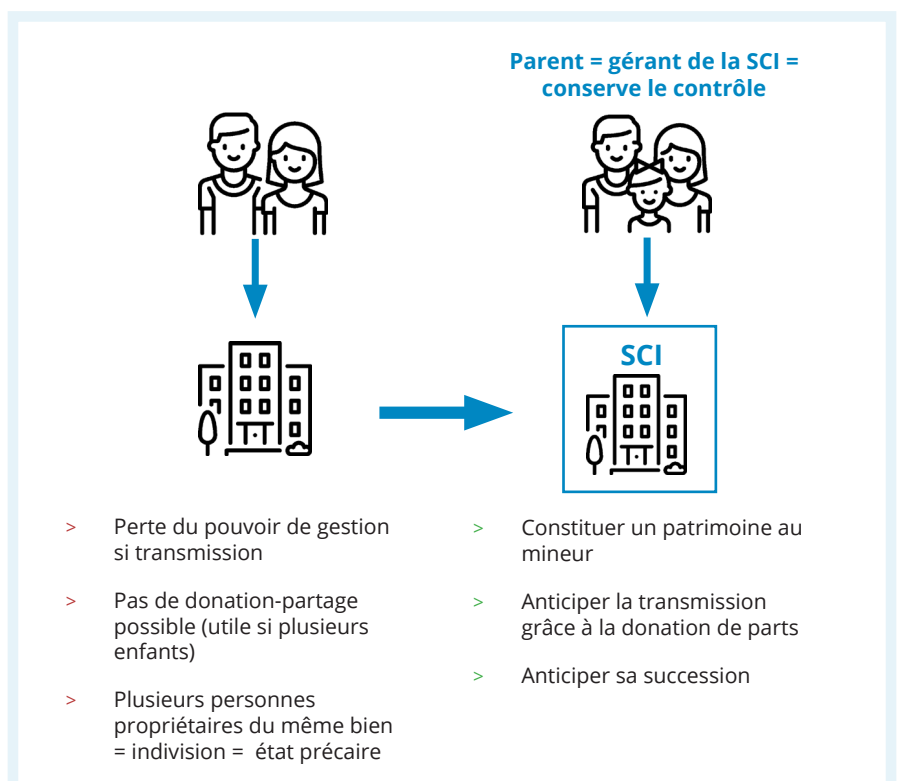 Parent = gérant de la SCI =
conserve le contrôle
SCI
> Perte du pouvoir de gestion
si transmission
> Pas de donation-partage
possible (utile si plusieurs
enfants)
> Plusieurs personnes
propriétaires du même bien
= indivision = état précaire
> Constituer un patrimoine au
mineur
> Anticiper la transmission
grâce à la donation de parts
> Anticiper sa succession